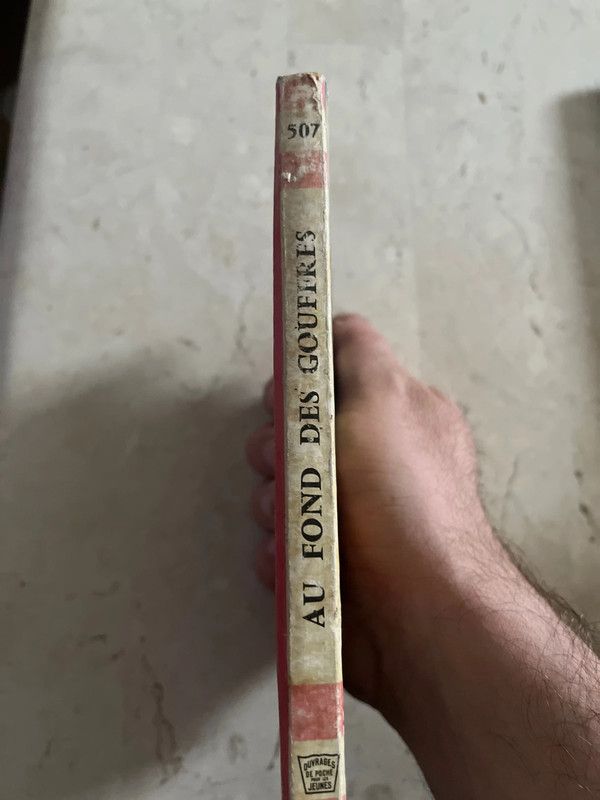 507
AU FOND DES GOUFFRES
OUVRAGES
DE POCHE
POUR LES
JEUNES